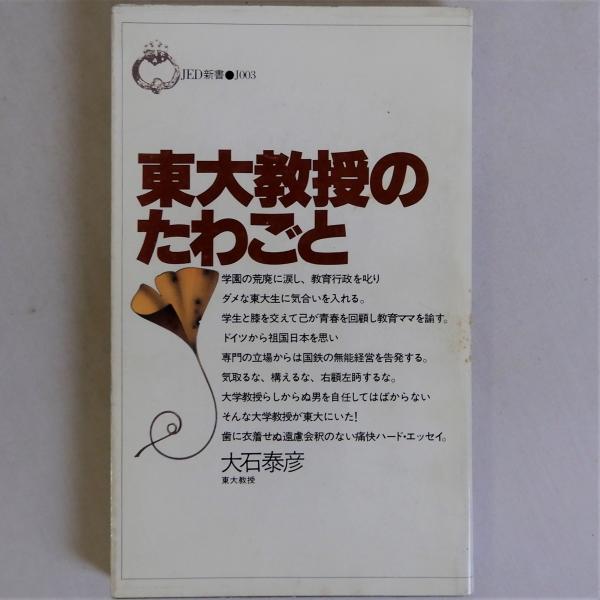 JED新書●J003
東大教授の
たわごと
学園の荒廃に涙し、教育行政を叱り
ダメな東大生に気合いを入れる。
学生と膝を交えて己が青春を回顧し教育ママを諭す。
ドイツから祖国日本を思い
専門の立場からは国鉄の無能経営を告発する。
気取るな、構えるな、右顧左眄するな。
大学教授らしからぬ男を自任してはばからない
そんな大学教授が東大にいた!
歯に衣着せぬ遠慮会釈のない痛快ハード・エッセイ。
大石泰彦
東大教授